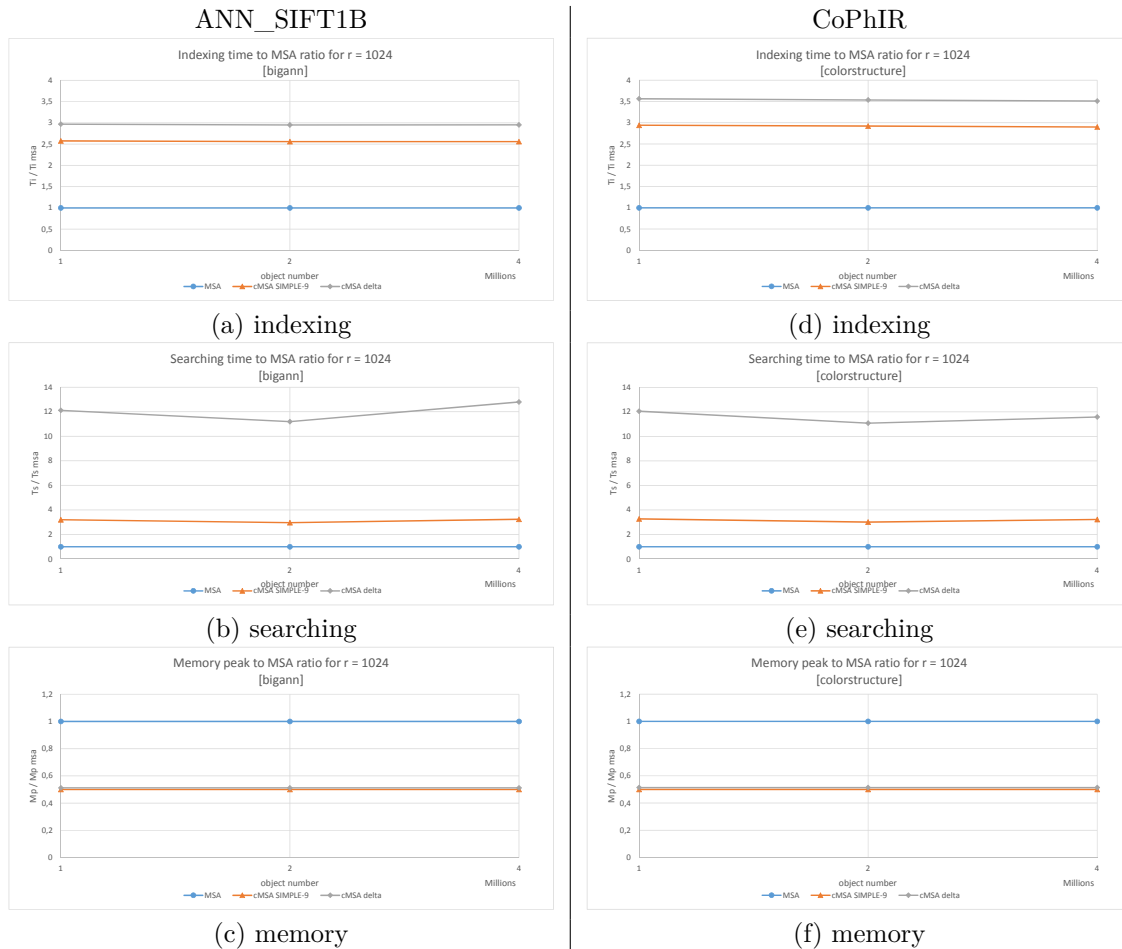 ANN_SIFT1B
Indexing time to MSA ratio for r = 1024
[bigann]
4
3,5
3
2,5
2
1,5
1
0,5
0
Ti / Ti msa
1
2
4
object number
Millions
MSA
cMSA SIMPLE-9
cMSA delta
(a) indexing
Searching time to MSA ratio for r = 1024
[bigann]
14
12
10
8
6
4
2
0
Ts / Ts msa
1
2
4
object number
Millions
MSA
cMSA SIMPLE-9
cMSA delta
(b) searching
Memory peak to MSA ratio for r = 1024
[bigann]
1,2
1
0,8
0,6
0,4
0,2
0
Mp / Mp msa
1
2
4
object number
Millions
MSA
cMSA SIMPLE-9
cMSA delta
(c) memory
CoPhIR
Indexing time to MSA ratio for r = 1024
[colorstructure]
4
3,5
3
2,5
2
1,5
1
0,5
0
Ti / Ti msa
1
2
4
object number
Millions
MSA
cMSA SIMPLE-9
cMSA delta
(d) indexing
Searching time to MSA ratio for r = 1024
[colorstructure]
14
12
10
8
6
4
2
0
Ts / Ts msa
1
2
4
object number
Millions
MSA
cMSA SIMPLE-9
cMSA delta
(e) searching
Memory peak to MSA ratio for r = 1024
[colorstructure]
1,2
1
0,8
0,6
0,4
0,2
0
Mp / Mp msa
1
2
4
object number
Millions
MSA
cMSA SIMPLE-9
cMSA delta
(f) memory